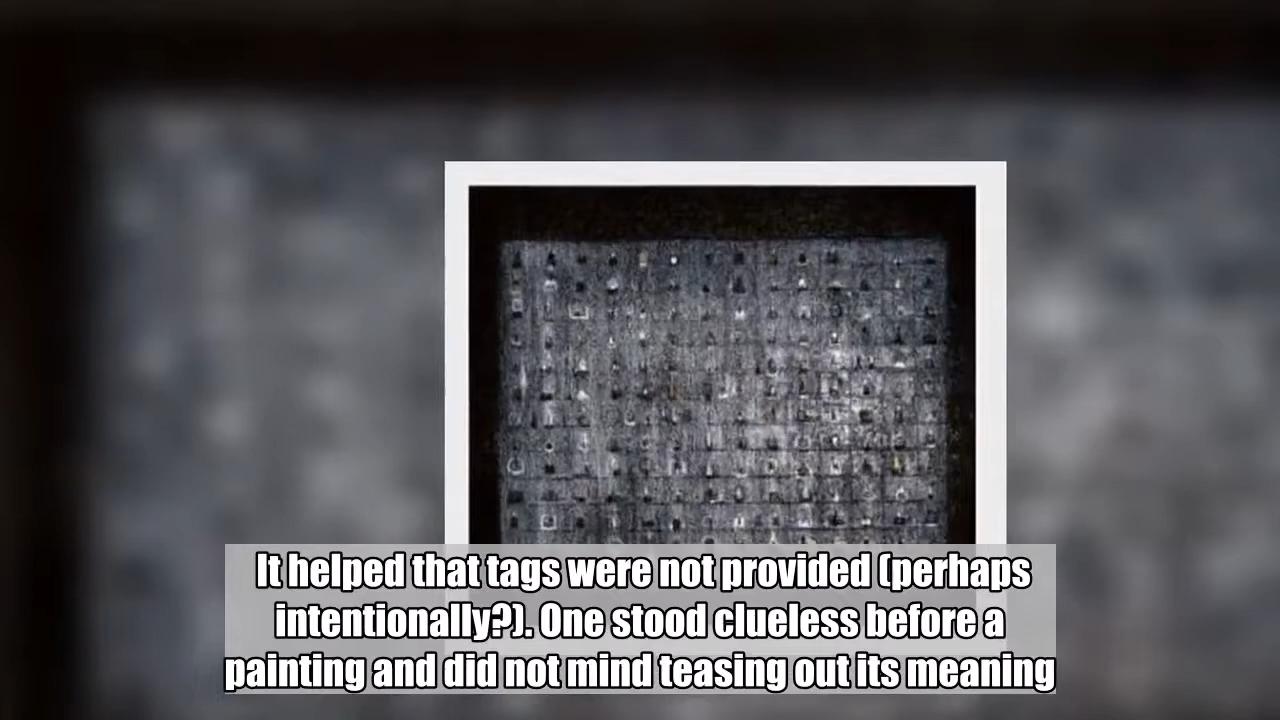 It helped that tags were not provided (perhaps
intentionally?). One stood clueless before a
painting and did not mind teasing out its meaning